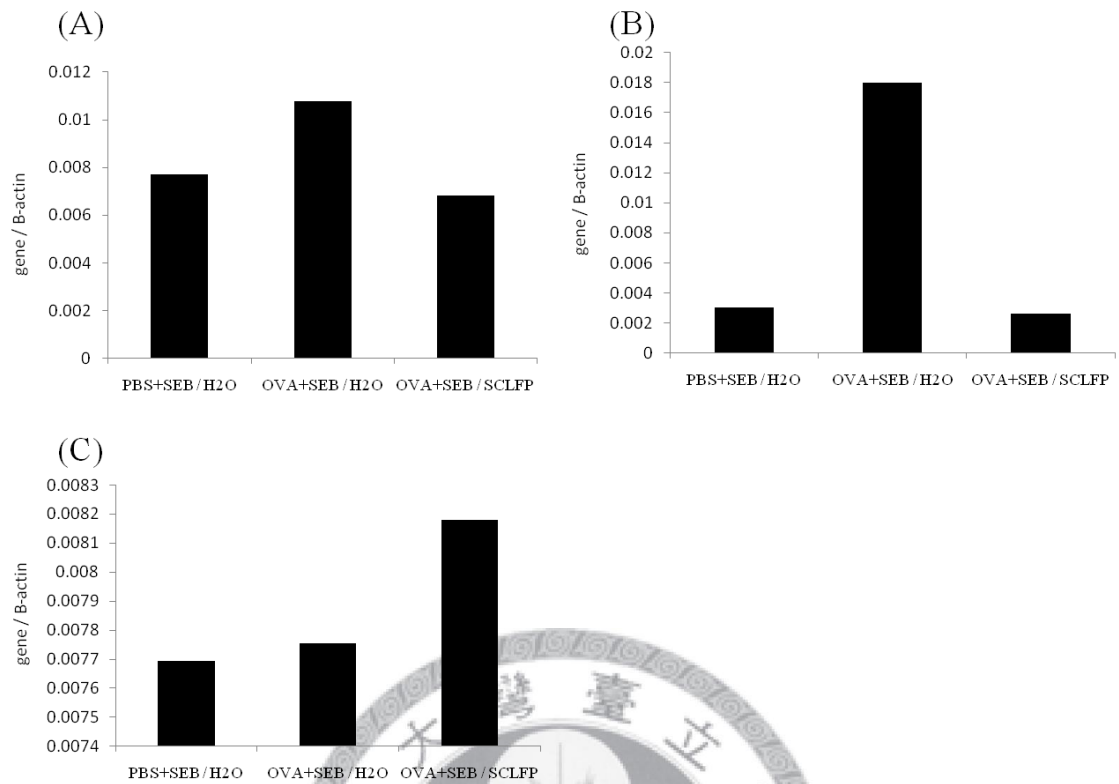 (A)
0.012
0.01
0.008
0.006
0.004
0.002
0
gene / B-actin
PBS+SEB/H2O OVA+SEB/H2O OVA+SEB/SCLFP
(B)
0.02
0.018
0.016
0.014
0.012
0.01
0.008
0.006
0.004
0.002
0
gene / B-actin
PBS+SEB/H2O OVA+SEB/H2O OVA+SEB/SCLFP
(C)
0.0083
0.0082
0.0081
0.008
0.0079
0.0078
0.0077
0.0076
0.0075
0.0074
gene / B-actin
PBS+SEB/H2O OVA+SEB/H2O OVA+SEB/SCLFP
大灣臺立